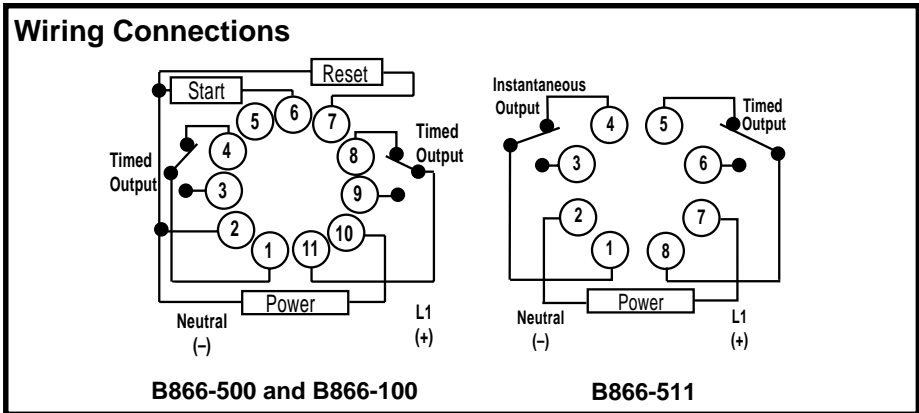 Wiring Connections
Reset
Start
6
7
5
4
8
Timed
Output
Timed
Output
3
9
2
10
1
11
Power
Neutral
(–)
L1
(+)
B866-500 and B866-100
Instantaneous
Output
4
5
Timed
Output
3
6
2
7
1
8
Power
Neutral
(–)
L1
(+)
B866-511